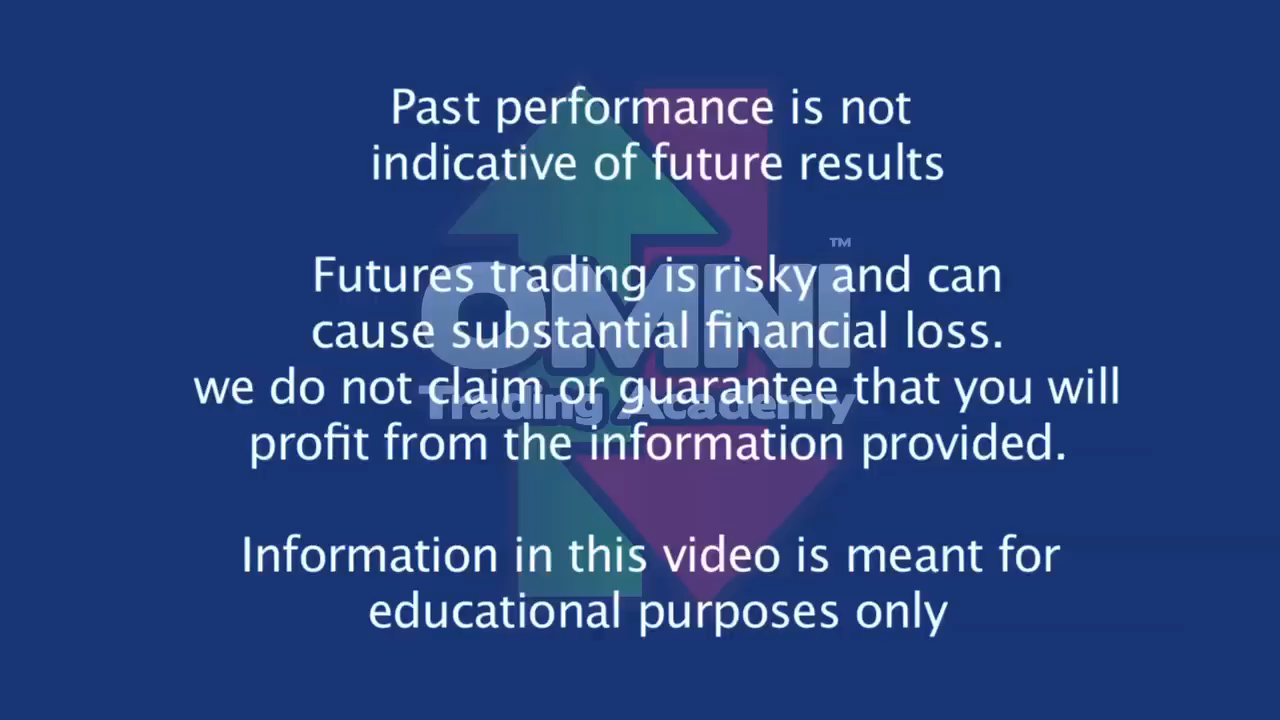 Past performance is not
indicative of future results
Futures trading is risky and can
cause substantial financial loss.
we do not claim or guarantee that you will
profit from the information provided.
Information in this video is meant for
educational purposes only
OMNI™
Trading Academy